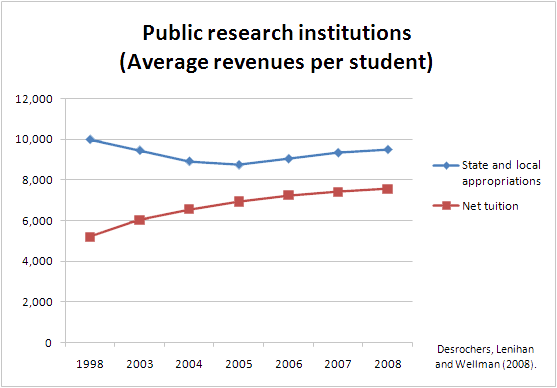 Public research institutions
(Average revenues per student)
12,000
10,000
8,000
6,000
4,000
2,000
0
1998 2003 2004 2005 2006 2007 2008
State and local
appropriations
Net tuition
Desrochers, Lenihan
and Wellman (2008).